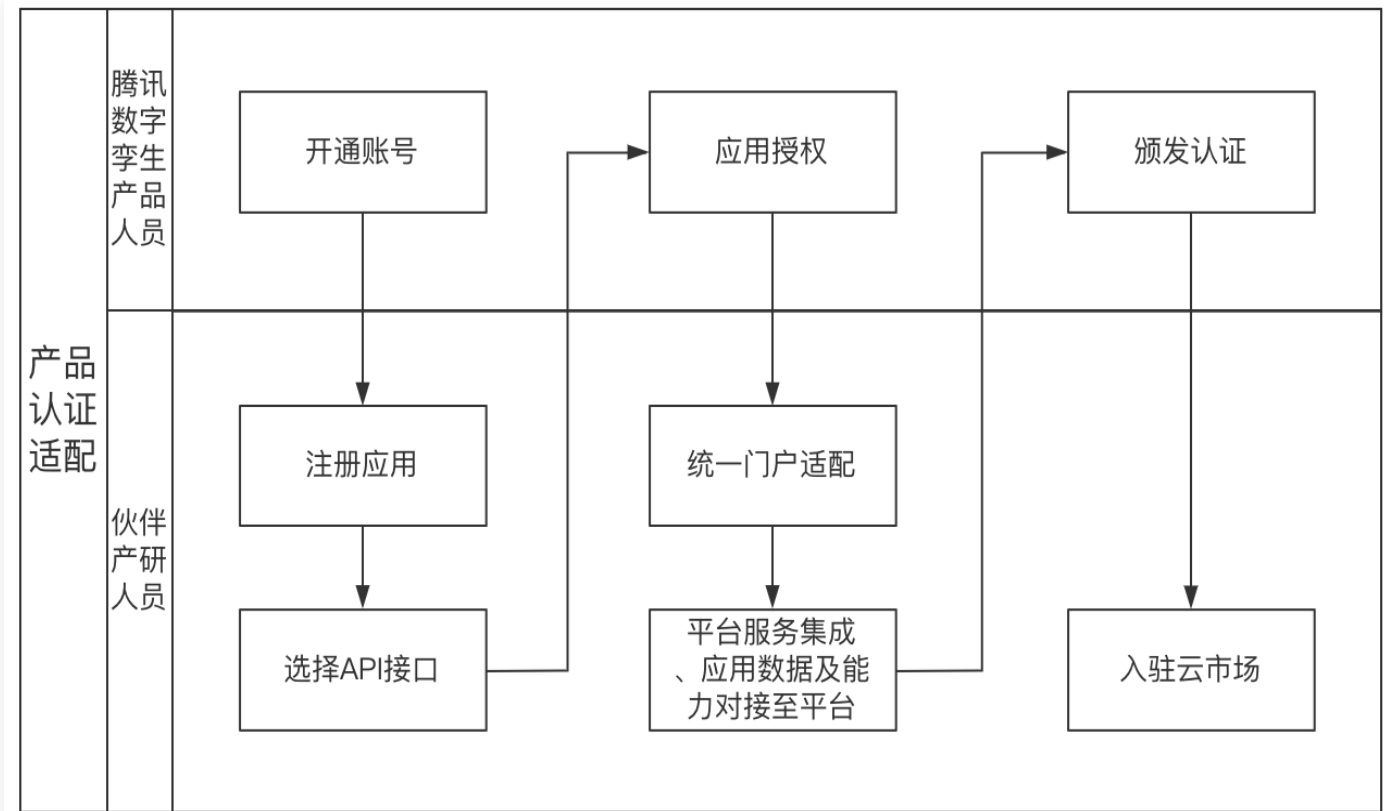 产品
认证
适配
腾讯
数字
孪生
产品
人员
开通账号
应用授权
颁发认证
伙伴
产研
人员
注册应用
统一门户适配
选择API接口
平台服务集成
、应用数据及能
力对接至平台
入驻云市场